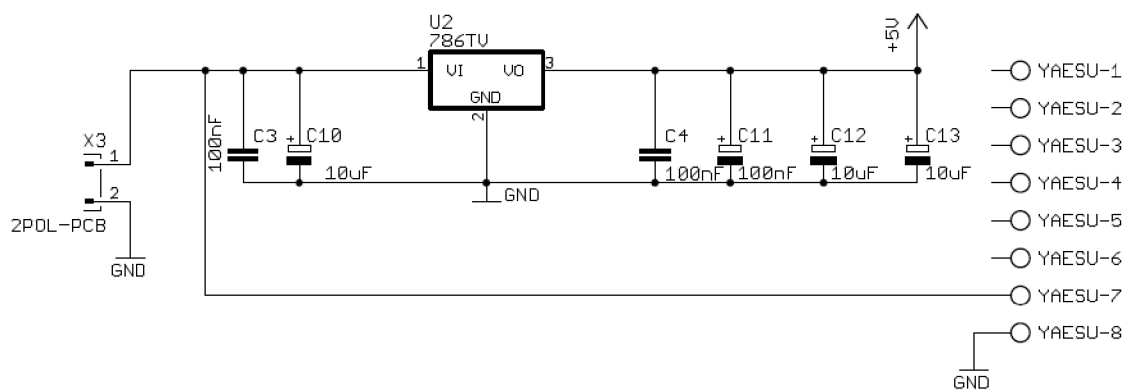 U2
786TV
1
VI
VO
3
GND
2
+5V
X3
1
2
2POL-PCB
GND
100nF
C3
+
C10
10uF
GND
C4
100nF
+
C11
100nF
+
C12
10uF
+
C13
10uF
YAESU-1
YAESU-2
YAESU-3
YAESU-4
YAESU-5
YAESU-6
YAESU-7
YAESU-8
GND